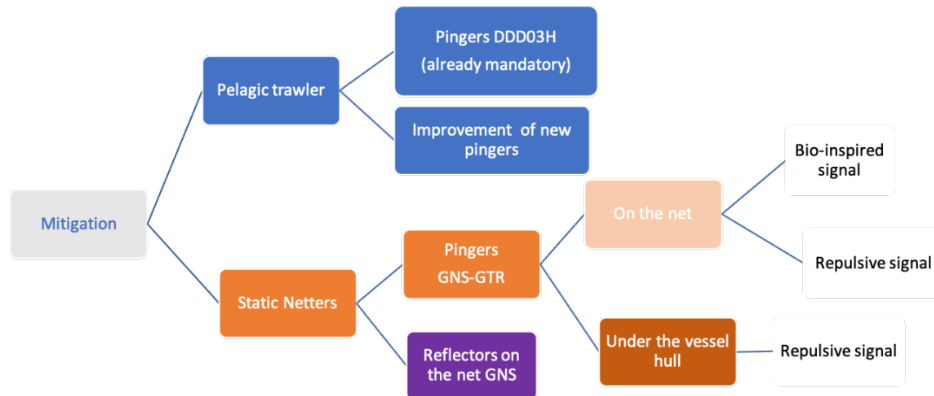 Mitigation
Pelagic trawler
Pingers DDD03H
(already mandatory)
Improvement of new
pingers
Static Netters
Pingers
GNS-GTR
Reflectors on
the net GNS
On the net
Bio-inspired
signal
Repulsive signal
Under the vessel
hull
Repulsive signal